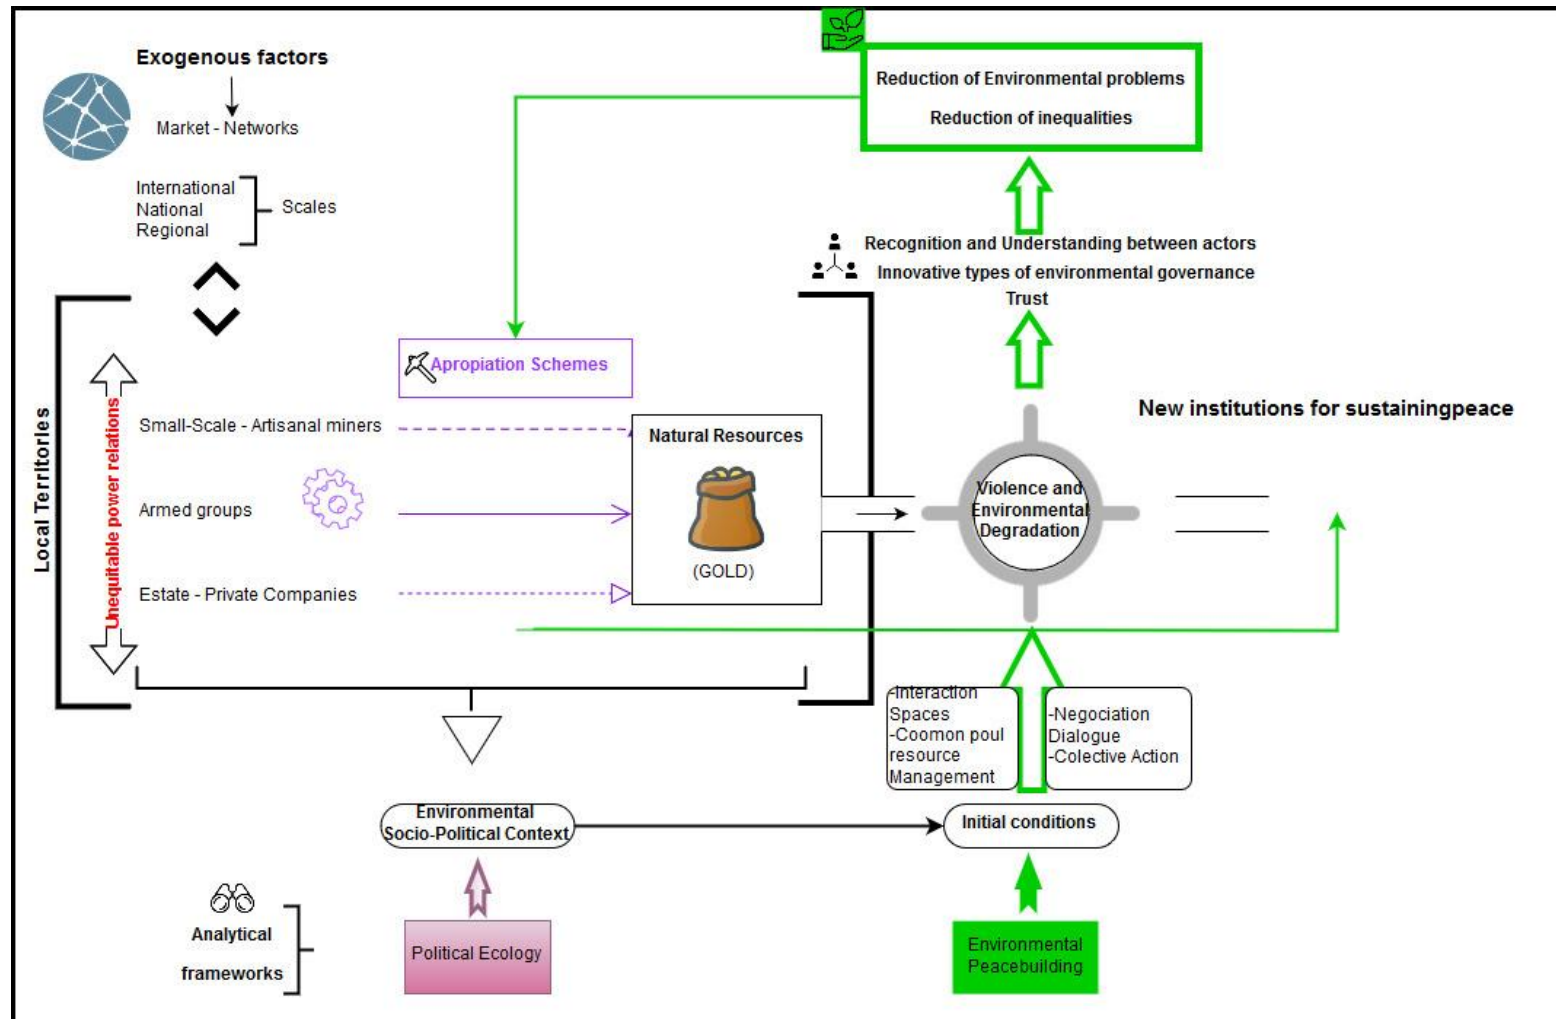 Exogenous factors
Market - Networks
International
National
Regional
Scales
Reduction of Environmental problems
Reduction of inequalities
Recognition and Understanding between actors
Innovative types of environmental governance
Trust
Local Territories
Unequitable power relations
Apropiation Schemes
Small-Scale - Artisanal miners
Armed groups
Estate - Private Companies
Natural Resources
(GOLD)
Violence and
Environmental
Degradation
New institutions for sustainingpeace
-Interaction
Spaces
-Coomon poul
resource
Management
-Negociation
Dialogue
-Colective Action
Environmental
Socio-Political Context
Initial conditions
Analytical
frameworks
Political Ecology
Environmental
Peacebuilding